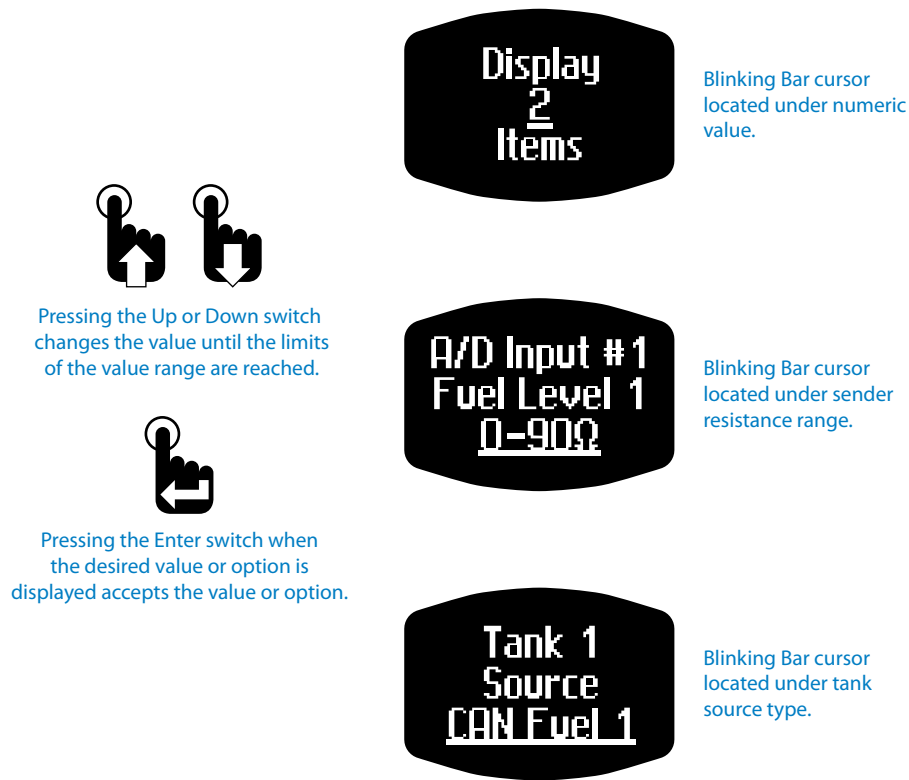 Display
2
Items
Blinking Bar cursor
located under numeric
value.
Pressing the Up or Down switch
changes the value until the limits
of the value range are reached.
A/D Input #1
Fuel Level 1
0-90Ω
Blinking Bar cursor
located under sender
resistance range.
Pressing the Enter switch when
the desired value or option is
displayed accepts the value or option.
Tank 1
Source
CAN Fuel 1
Blinking Bar cursor
located under tank
source type.